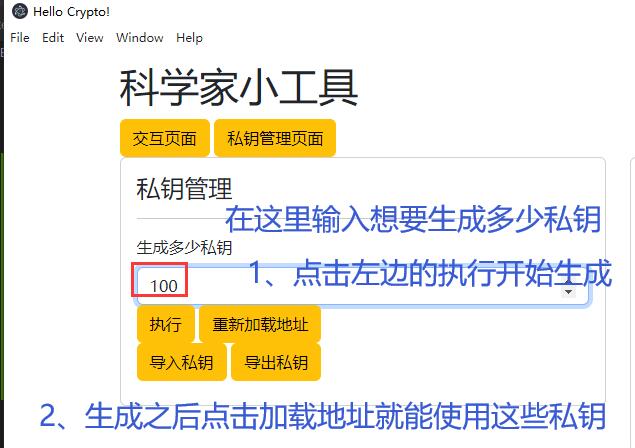 Hello Crypto!
File Edit View Window Help
科学家小工具
交互页面 私钥管理页面
私钥管理
在这里输入想要生成多少私钥
生成多少私钥
1、点击左边的执行开始生成
100
执行 重新加载地址
导入私钥 导出私钥
2、生成之后点击加载地址就能使用这些私钥